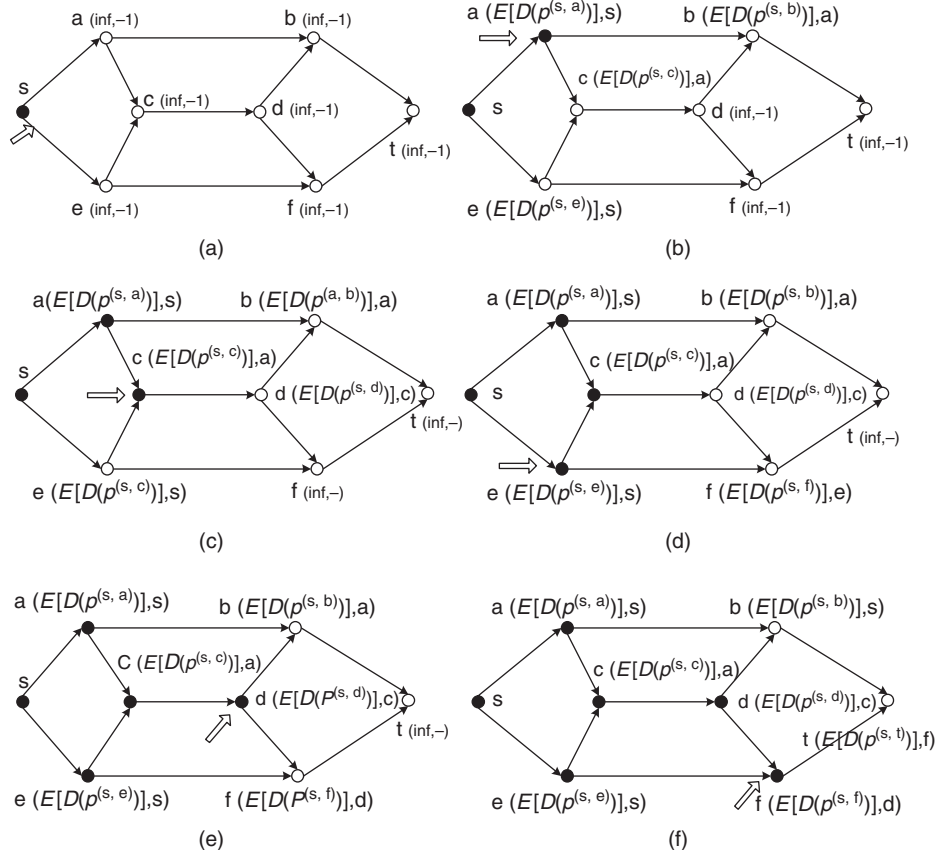 a (inf,–1)
b (inf,–1)
s
c (inf,–1)
d (inf,–1)
t (inf,–1)
e (inf,–1)
f (inf,–1)
(a)
a (E[D(p^(s, a))],s)
b (E[D(p^(s, b))],a)
c (E[D(p^(s, c))],a)
s
d (inf,–1)
t (inf,–1)
e (E[D(p^(s, e))],s)
f (inf,–1)
(b)
a(E[D(p^(s, a))],s)
b (E[D(p^(a, b))],a)
c (E[D(p^(s, c))],a)
s
d (E[D(p^(s, d))],c)
t (inf,–)
e (E[D(p^(s, c))],s)
f (inf,–)
(c)
a (E[D(p^(s, a))],s)
b (E[D(p^(s, b))],a)
c (E[D(p^(s, c))],a)
s
d (E[D(p^(s, d))],c)
t (inf,–)
e (E[D(p^(s, e))],s)
f (E[D(p^(s, f))],e)
(d)
a (E[D(p^(s, a))],s)
b (E[D(p^(s, b))],a)
C (E[D(p^(s, c))],a)
s
d (E[D(P^(s, d))],c)
t (inf,–)
e (E[D(p^(s, e))],s)
f (E[D(P^(s, f))],d)
(e)
a (E[D(p^(s, a))],s)
b (E[D(p^(s, b))],s)
c (E[D(p^(s, c))],a)
s
d (E[D(p^(s, d))],c)
t (E[D(p^(s, t))],f)
e (E[D(p^(s, e))],s)
f (E[D(p^(s, f))],d)
(f)